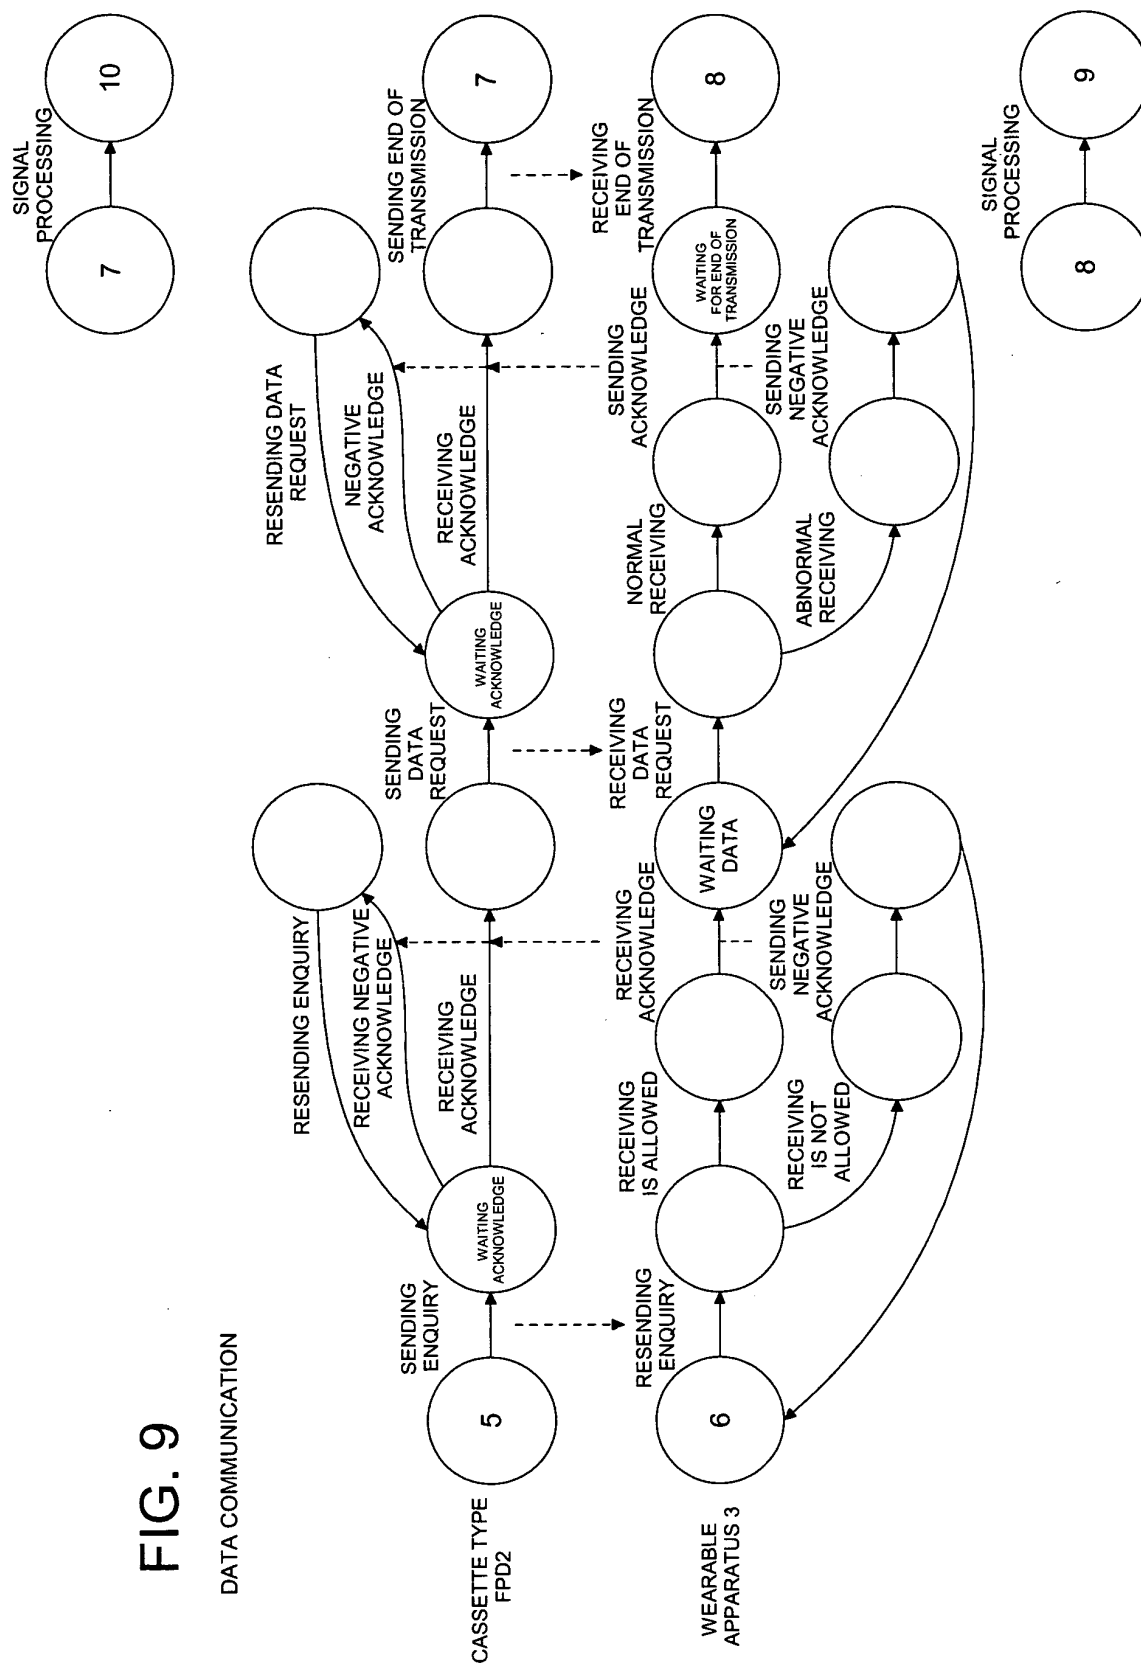 FIG. 9
DATA COMMUNICATION
SIGNAL
PROCESSING
7
10
RESENDING ENQUIRY
RECEIVING NEGATIVE
ACKNOWLEDGE
RECEIVING
ACKNOWLEDGE
RESENDING DATA
REQUEST
NEGATIVE
ACKNOWLEDGE
RECEIVING
ACKNOWLEDGE
CASSETTE TYPE
FPD2
5
SENDING
ENQUIRY
WAITING
ACKNOWLEDGE
SENDING
DATA
REQUEST
WAITING
ACKNOWLEDGE
SENDING END OF
TRANSMISSION
7
WEARABLE
APPARATUS 3
6
RESENDING
ENQUIRY
RECEIVING
IS ALLOWED
RECEIVING
ACKNOWLEDGE
WAITING
DATA
RECEIVING
DATA
REQUEST
NORMAL
RECEIVING
SENDING
ACKNOWLEDGE
WAITING
FOR END OF
TRANSMISSION
RECEIVING
END OF
TRANSMISSION
8
RECEIVING
IS NOT
ALLOWED
SENDING
NEGATIVE
ACKNOWLEDGE
ABNORMAL
RECEIVING
SENDING
NEGATIVE
ACKNOWLEDGE
SIGNAL
PROCESSING
8
9